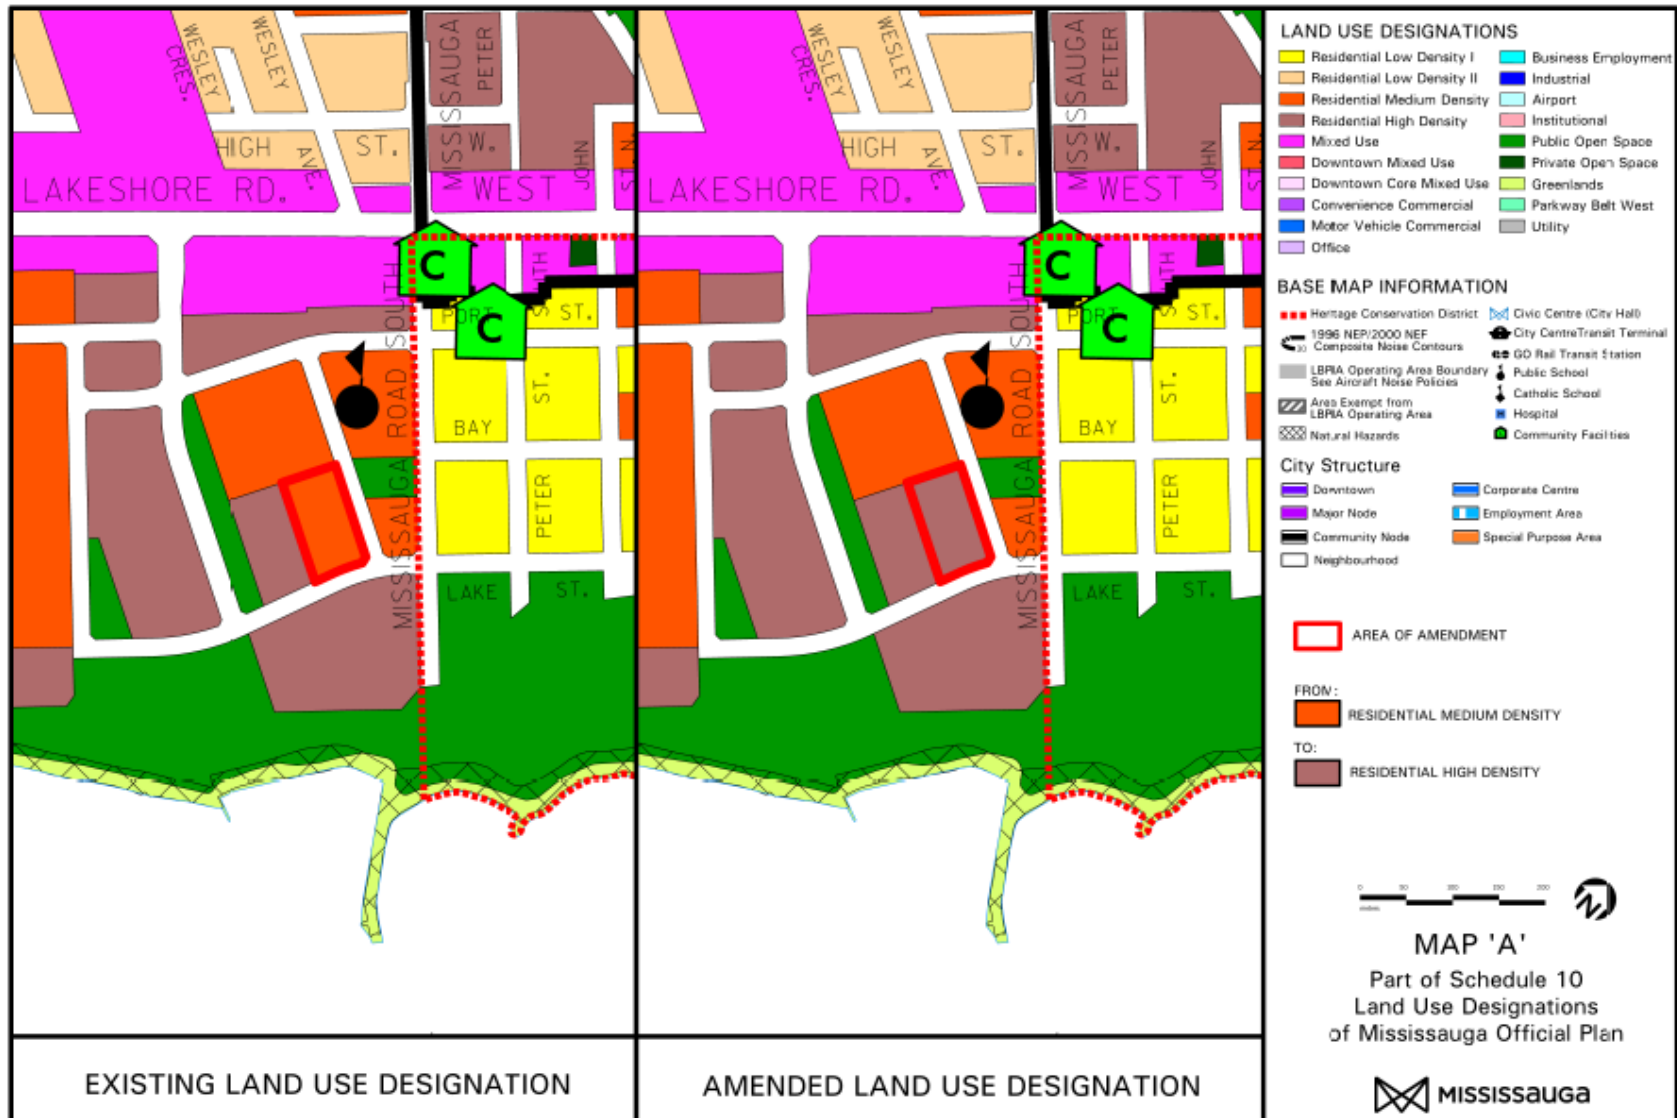 WESLEY
CRES.
WESLEY
MISSISSAUGA
PETER
HIGH
AVE.
ST.
W.
JOHN
ST. N.
LAKESHORE RD.
WEST
C
C
SOUTH
PORT
ST.
ROAD
BAY
ST.
MISSISSAUGA
PETER
LAKE
ST.
EXISTING LAND USE DESIGNATION
WESLEY
CRES.
WESLEY
MISSISSAUGA
PETER
HIGH
AVE.
ST.
W.
JOHN
LAKESHORE RD.
WEST
C
C
SOUTH
PORT
ST.
ROAD
BAY
ST.
MISSISSAUGA
PETER
LAKE
ST.
AMENDED LAND USE DESIGNATION
LAND USE DESIGNATIONS
Residential Low Density I
Residential Low Density II
Residential Medium Density
Residential High Density
Mixed Use
Downtown Mixed Use
Downtown Core Mixed Use
Convenience Commercial
Motor Vehicle Commercial
Office
Business Employment
Industrial
Airport
Institutional
Public Open Space
Private Open Space
Greenlands
Parkway Belt West
Utility
BASE MAP INFORMATION
Heritage Conservation District
1996 NEP/2000 NEF
Composite Noise Contours
LBPIA Operating Area Boundary
See Aircraft Noise Policies
Area Exempt from
LBPIA Operating Area
Natural Hazards
Civic Centre (City Hall)
City Centre Transit Terminal
GO Rail Transit Station
Public School
Catholic School
Hospital
Community Facilities
City Structure
Downtown
Major Node
Community Node
Neighbourhood
Corporate Centre
Employment Area
Special Purpose Area
AREA OF AMENDMENT
FROM:
RESIDENTIAL MEDIUM DENSITY
TO:
RESIDENTIAL HIGH DENSITY
0 50 100 150 200
metres
N
MAP 'A'
Part of Schedule 10
Land Use Designations
of Mississauga Official Plan
MISSISSAUGA